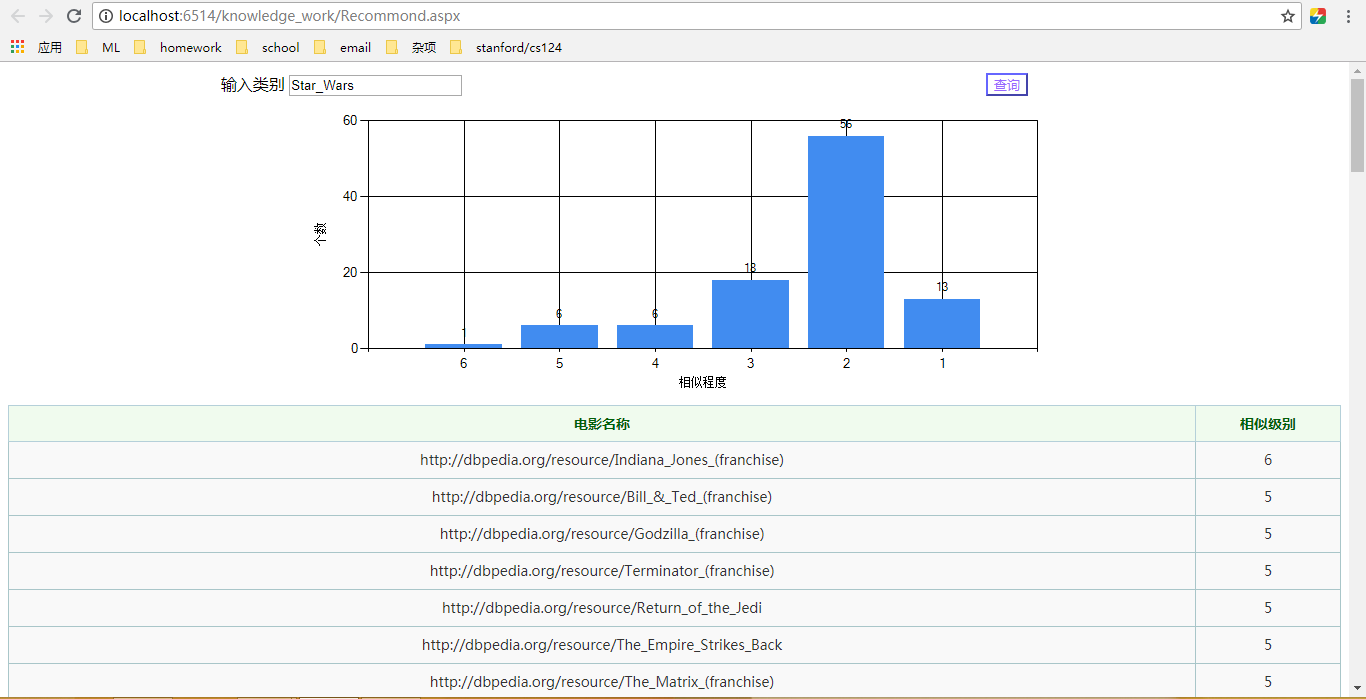 localhost:6514/knowledge_work/Recommond.aspx
应用 ML homework school email 杂项 stanford/cs124
输入类别 Star_Wars 查询
60
40
20
0
个数
1
6
6
18
56
13
6 5 4 3 2 1
相似程度
电影名称 相似级别
http://dbpedia.org/resource/Indiana_Jones_(franchise) 6
http://dbpedia.org/resource/Bill_&_Ted_(franchise) 5
http://dbpedia.org/resource/Godzilla_(franchise) 5
http://dbpedia.org/resource/Terminator_(franchise) 5
http://dbpedia.org/resource/Return_of_the_Jedi 5
http://dbpedia.org/resource/The_Empire_Strikes_Back 5
http://dbpedia.org/resource/The_Matrix_(franchise) 5